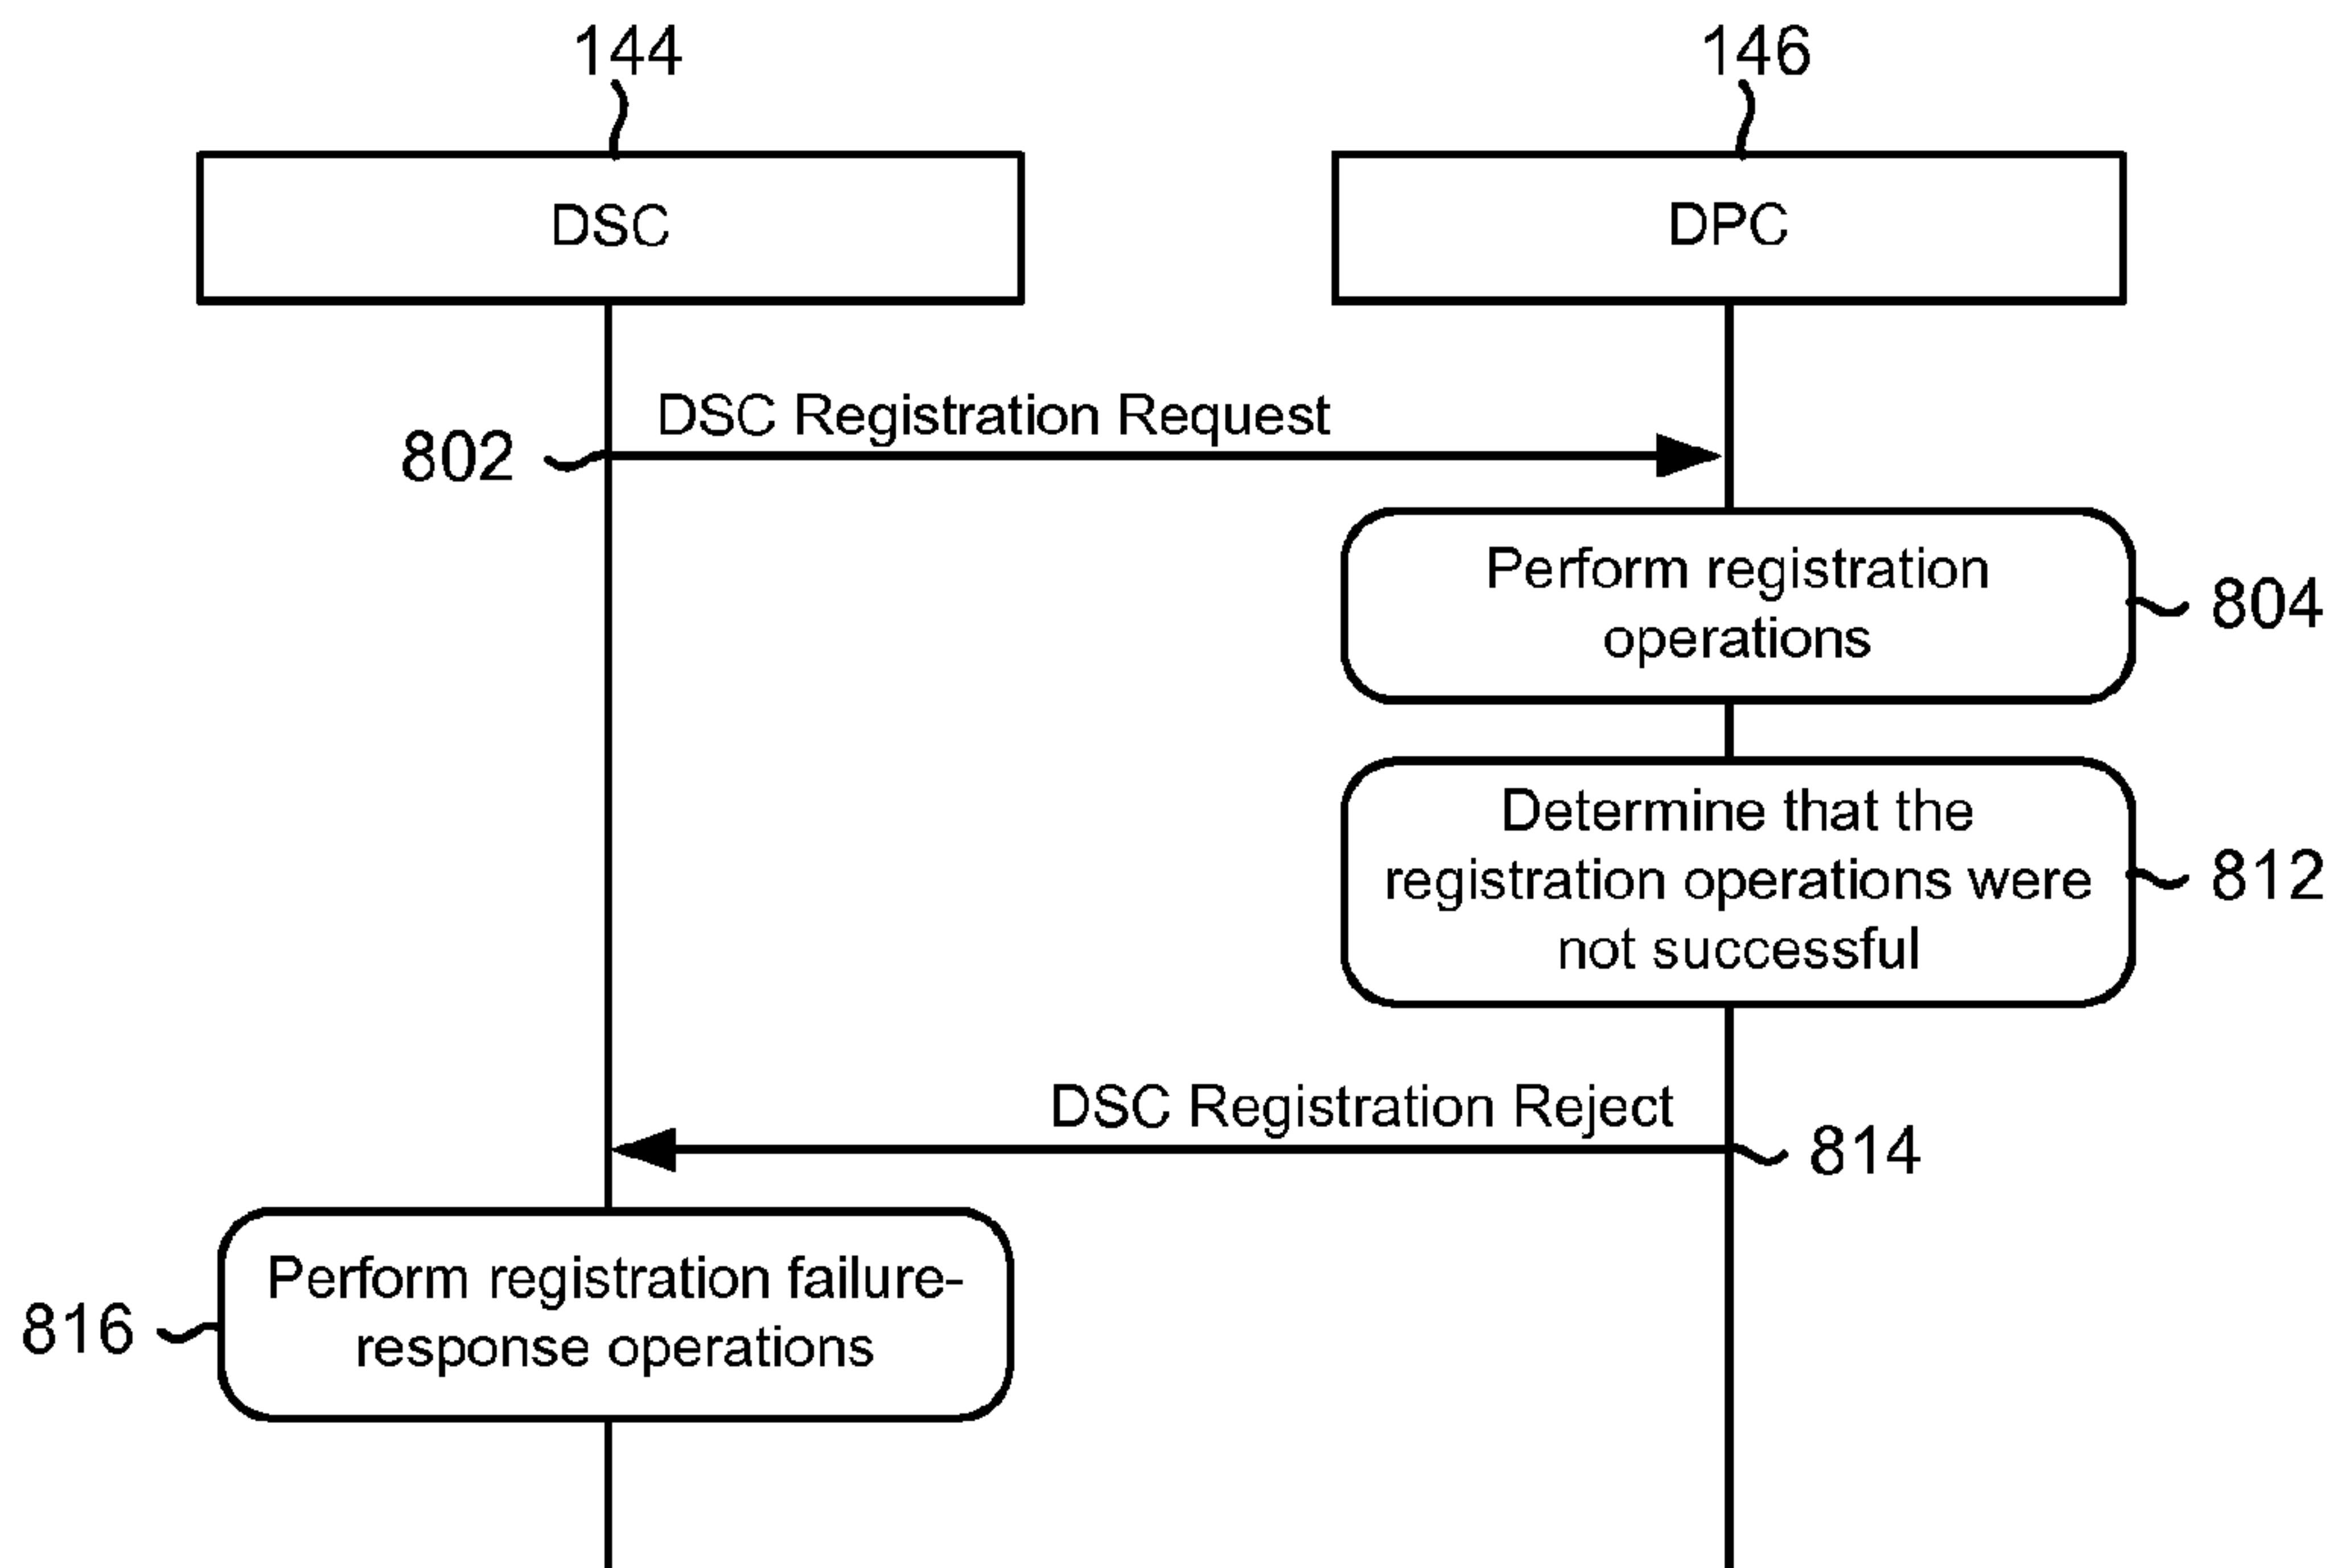 144
146
DSC
DPC
DSC Registration Request
802
Perform registration
operations
804
Determine that the
registration operations were
not successful
812
DSC Registration Reject
814
Perform registration failure-
response operations
816